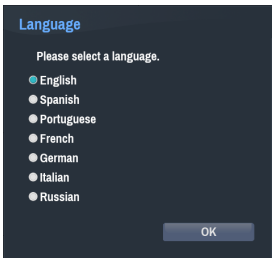 Language
Please select a language.
English
Spanish
Portuguese
French
German
Italian
Russian
OK